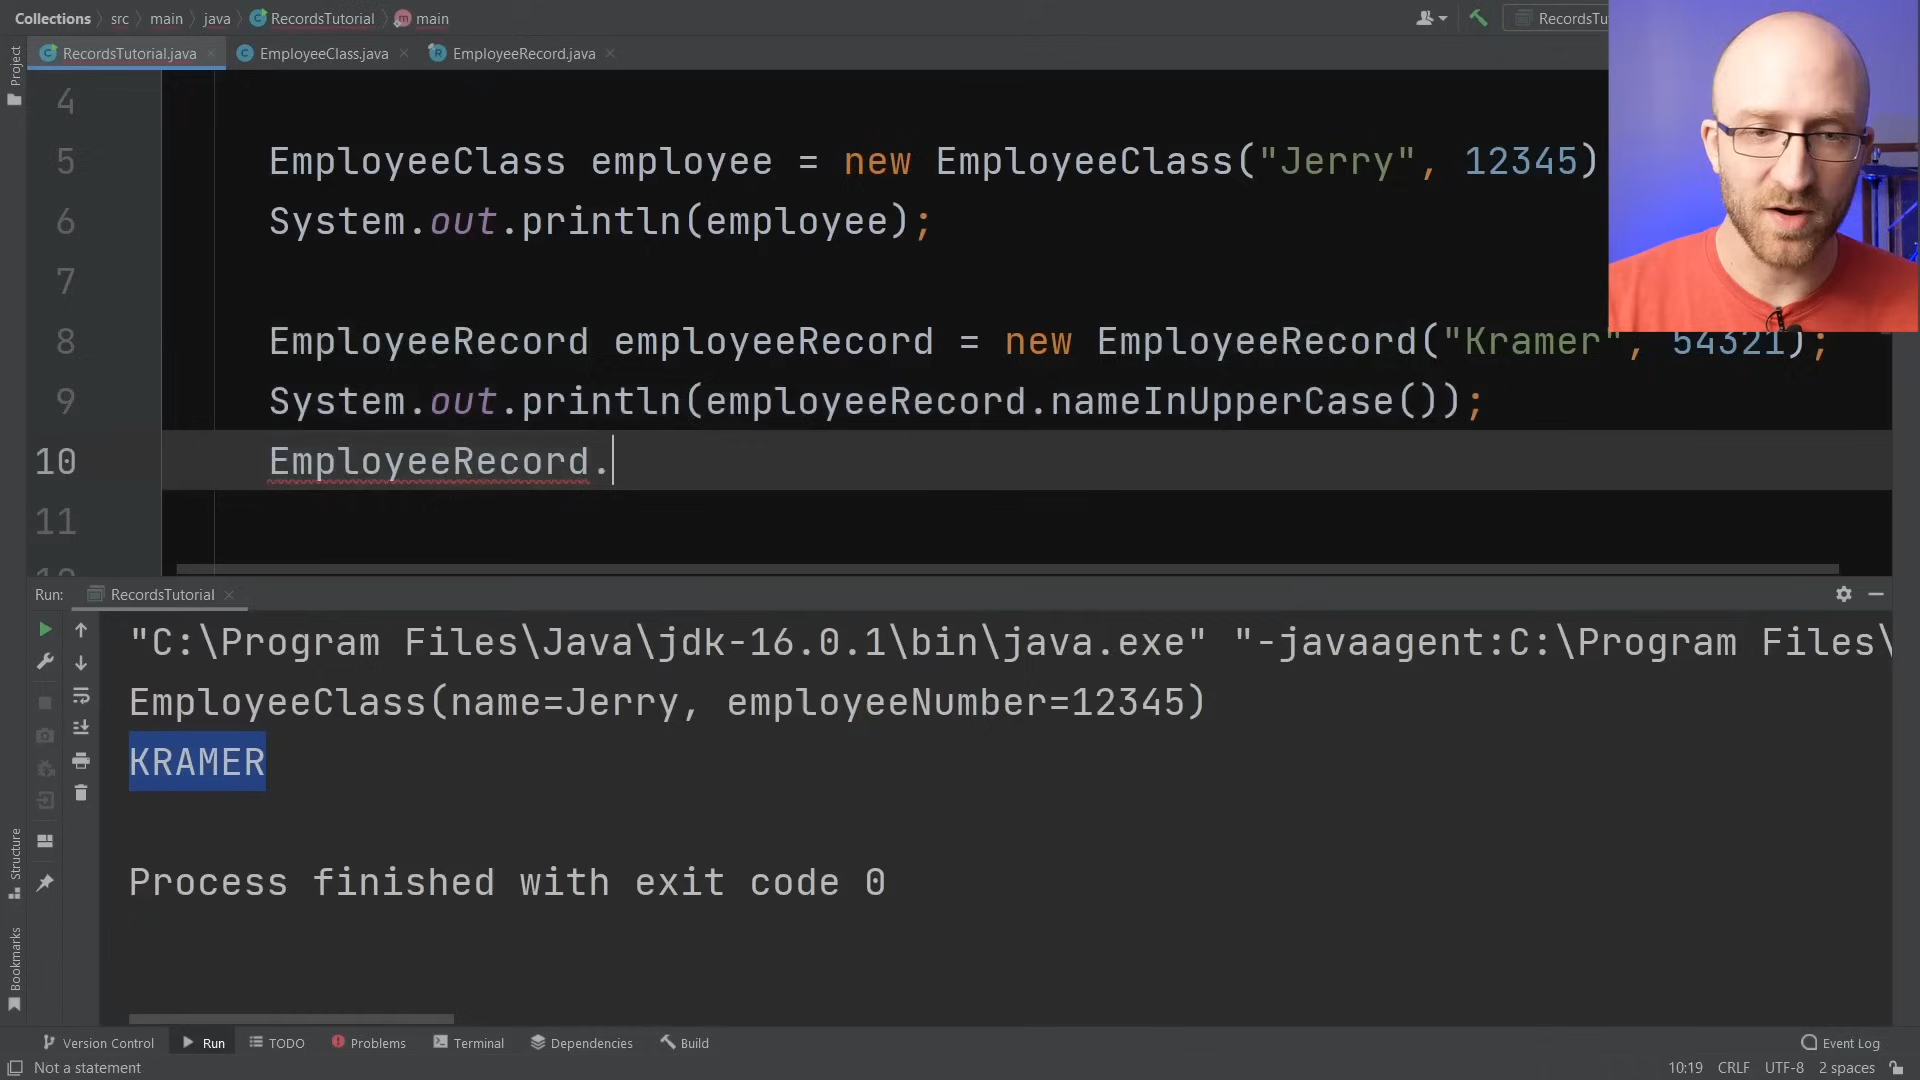 Collections src main java RecordsTutorial main
RecordsTu
RecordsTutorial.java EmployeeClass.java EmployeeRecord.java
Project
4
5 EmployeeClass employee = new EmployeeClass("Jerry", 12345)
6 System.out.println(employee);
7
8 EmployeeRecord employeeRecord = new EmployeeRecord("Kramer", 54321);
9 System.out.println(employeeRecord.nameInUpperCase());
10 EmployeeRecord.
11
Run: RecordsTutorial
"C:\Program Files\Java\jdk-16.0.1\bin\java.exe" "-javaagent:C:\Program Files\
EmployeeClass(name=Jerry, employeeNumber=12345)
KRAMER
Process finished with exit code 0
Structure
Bookmarks
Version Control Run TODO Problems Terminal Dependencies Build Event Log
Not a statement 10:19 CRLF UTF-8 2 spaces